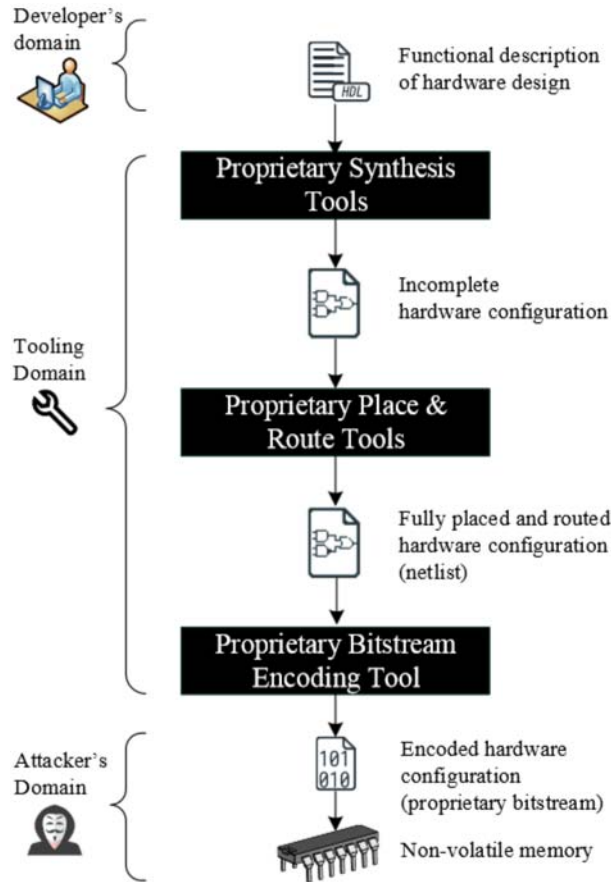 Developer's
domain
HDL
Functional description
of hardware design
Proprietary Synthesis
Tools
Incomplete
hardware configuration
Tooling
Domain
Proprietary Place &
Route Tools
Fully placed and routed
hardware configuration
(netlist)
Proprietary Bitstream
Encoding Tool
Attacker's
Domain
101
010
Encoded hardware
configuration
(proprietary bitstream)
Non-volatile memory